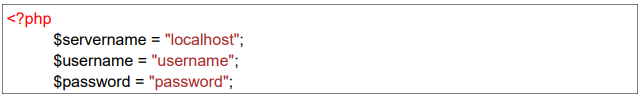 <?php
$servername = "localhost";
$username = "username";
$password = "password";